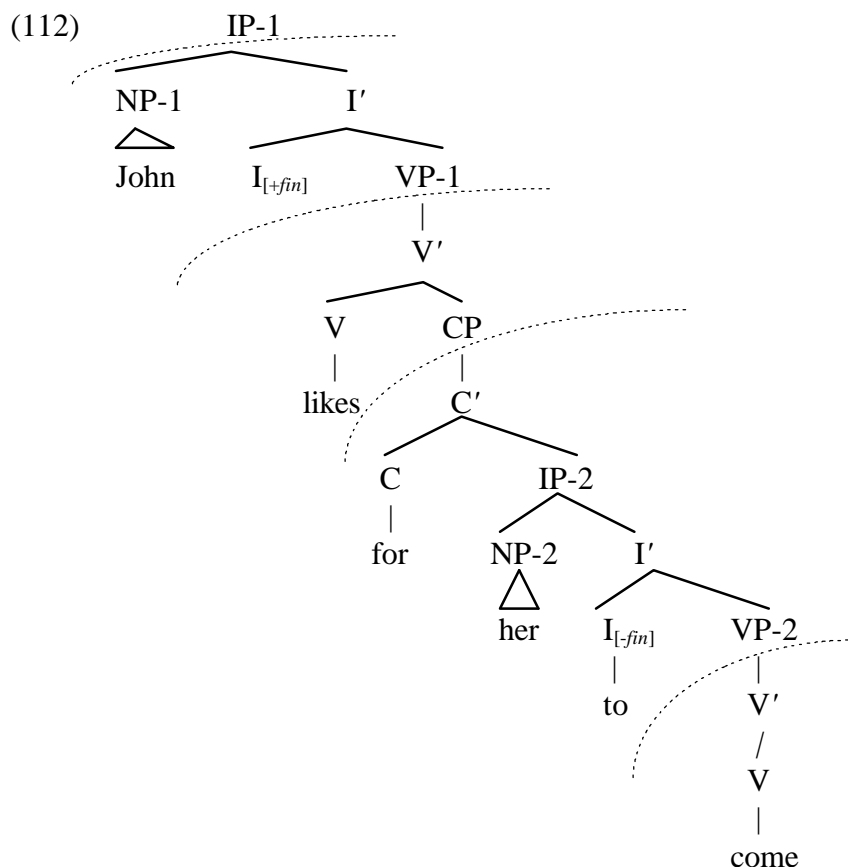 (112) IP-1
NP-1 I′
John I[+fin] VP-1
V′
V CP
likes C′
C IP-2
for NP-2 I′
her I[-fin] VP-2
to V′
V
come